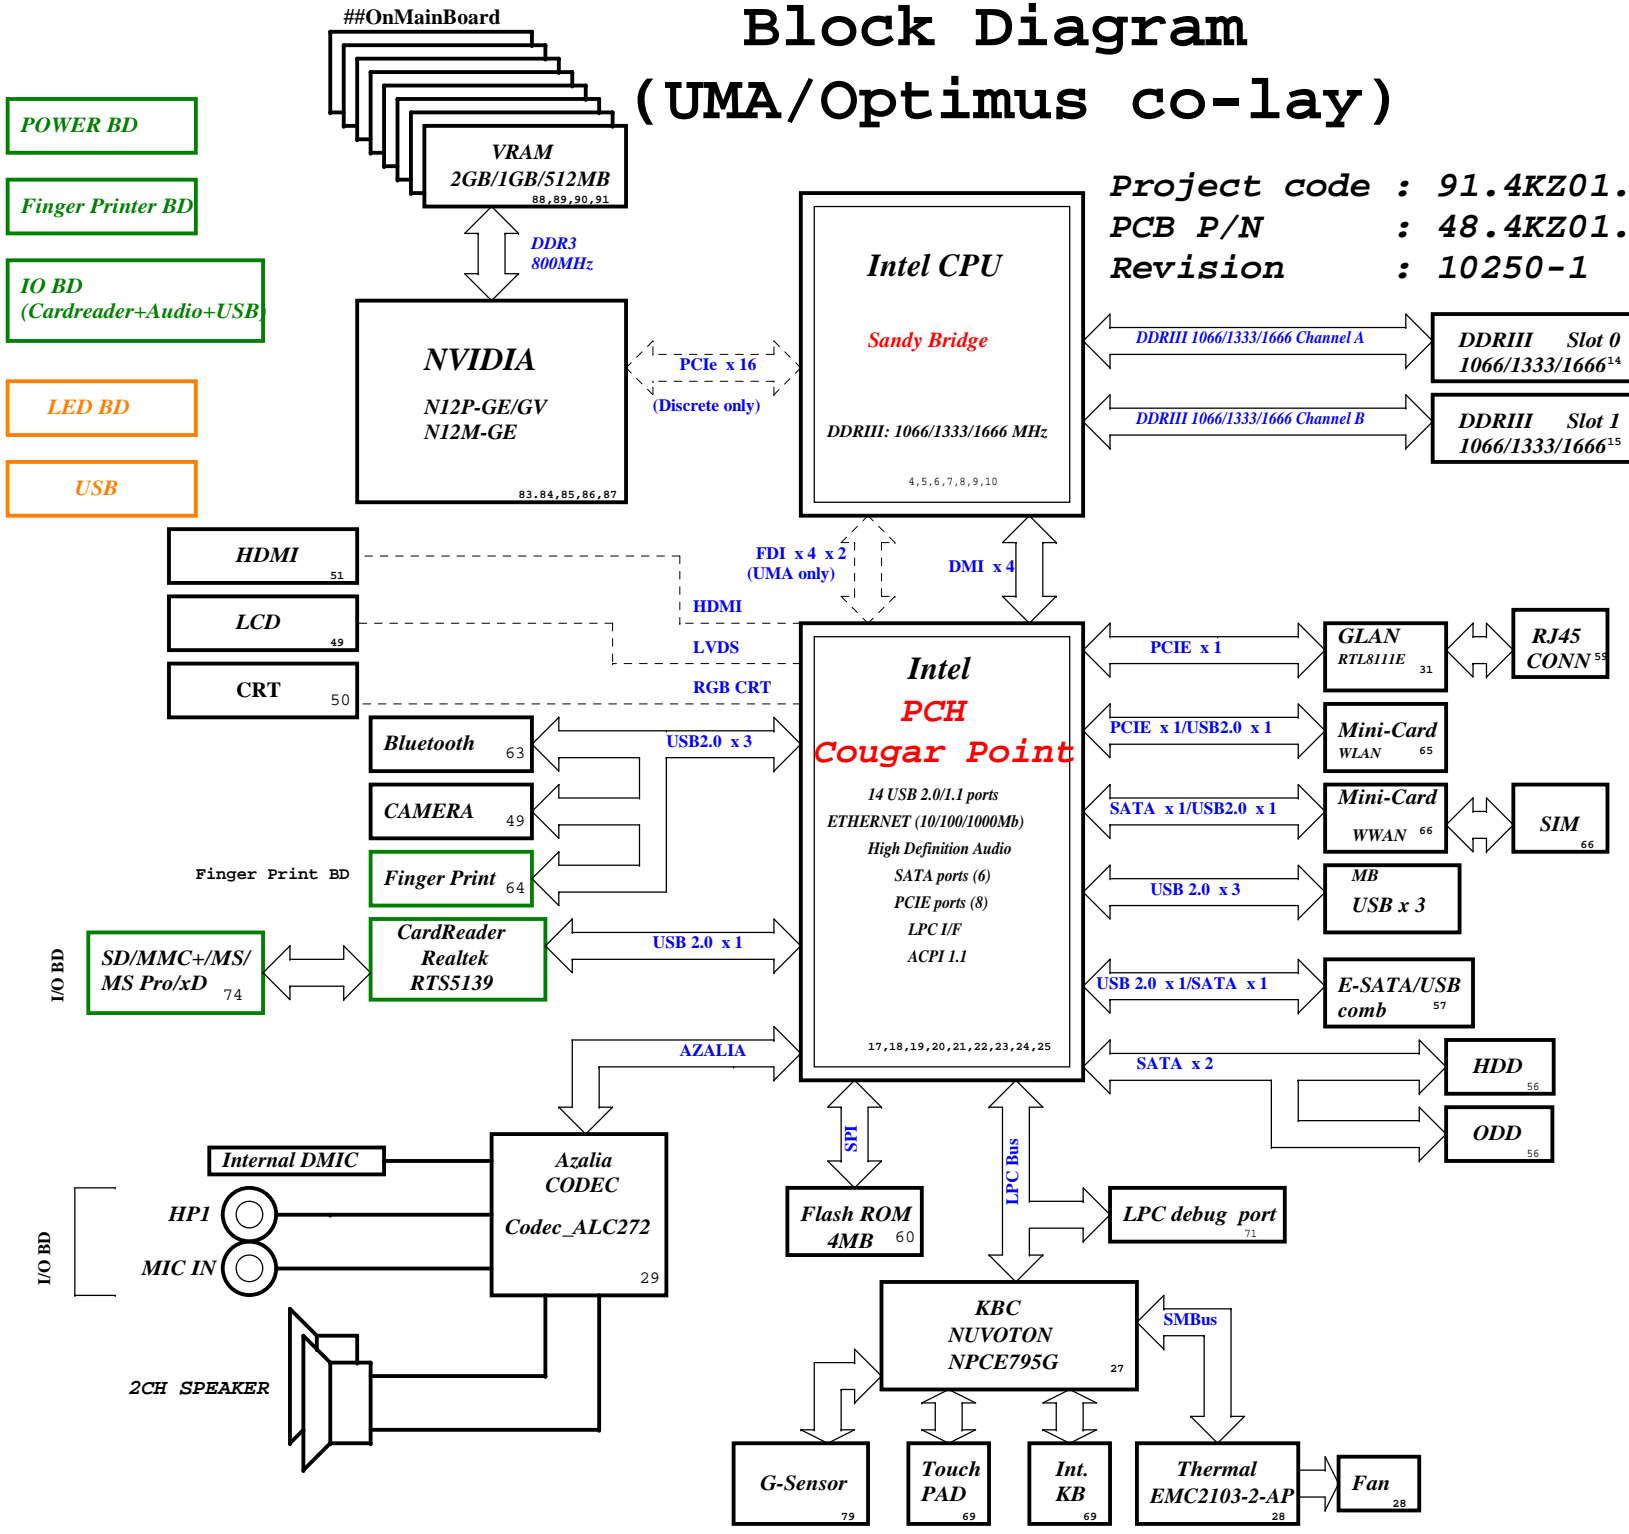 ##OnMainBoard
Block Diagram
(UMA/Optimus co-lay)
POWER BD
Finger Printer BD
IO BD
(Cardreader+Audio+USB)
LED BD
USB
VRAM
2GB/1GB/512MB
88,89,90,91
DDR3
800MHz
Project code : 91.4KZ01.
PCB P/N : 48.4KZ01.
Revision : 10250-1
NVIDIA
N12P-GE/GV
N12M-GE
83.84,85,86,87
PCIe x 16
(Discrete only)
Intel CPU
Sandy Bridge
DDRIII: 1066/1333/1666 MHz
4,5,6,7,8,9,10
DDRIII 1066/1333/1666 Channel A
DDRIII Slot 0
1066/1333/1666 14
DDRIII 1066/1333/1666 Channel B
DDRIII Slot 1
1066/1333/1666 15
FDI x 4 x 2
(UMA only)
DMI x 4
HDMI
51
HDMI
LCD
49
LVDS
CRT
50
RGB CRT
Intel
PCH
Cougar Point
14 USB 2.0/1.1 ports
ETHERNET (10/100/1000Mb)
High Definition Audio
SATA ports (6)
PCIE ports (8)
LPC I/F
ACPI 1.1
17,18,19,20,21,22,23,24,25
PCIE x 1
GLAN
RTL8111E
31
RJ45
CONN 59
PCIE x 1/USB2.0 x 1
Mini-Card
WLAN 65
SATA x 1/USB2.0 x 1
Mini-Card
WWAN 66
SIM
66
USB 2.0 x 3
MB
USB x 3
USB 2.0 x 1/SATA x 1
E-SATA/USB
comb 57
SATA x 2
HDD
56
ODD
56
Bluetooth 63
USB2.0 x 3
CAMERA 49
Finger Print BD
Finger Print 64
I/O BD
SD/MMC+/MS/
MS Pro/xD 74
CardReader
Realtek
RTS5139
USB 2.0 x 1
AZALIA
Internal DMIC
I/O BD
HP1
MIC IN
2CH SPEAKER
Azalia
CODEC
Codec_ALC272
29
SPI
Flash ROM
4MB 60
LPC Bus
LPC debug port
71
KBC
NUVOTON
NPCE795G
27
SMBus
G-Sensor
79
Touch
PAD
69
Int.
KB
69
Thermal
EMC2103-2-AP
28
Fan
28